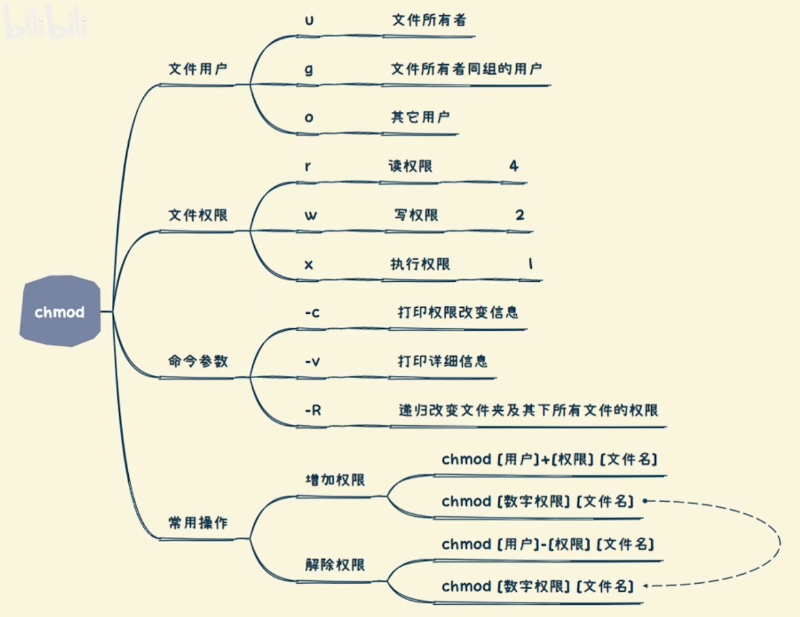 bilibili
u 文件所有者
文件用户
g 文件所有者同组的用户
o 其它用户
r 读权限 4
文件权限
w 写权限 2
x 执行权限 1
chmod
-c 打印权限改变信息
命令参数
-v 打印详细信息
-R 递归改变文件夹及其下所有文件的权限
chmod [用户]+[权限] [文件名]
增加权限
chmod [数字权限] [文件名]
常用操作
chmod [用户]-[权限] [文件名]
解除权限
chmod [数字权限] [文件名]